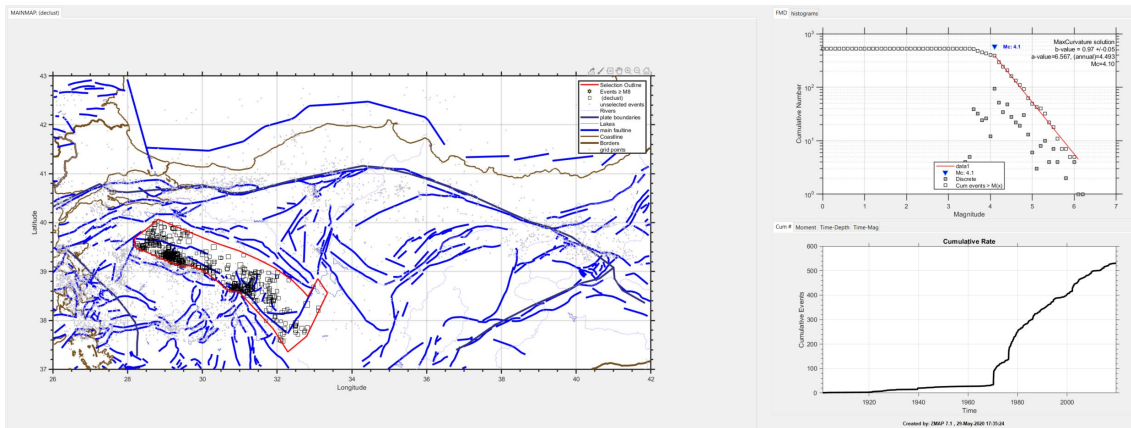 MAINMAP: (declust)
43
42
41
40
39
38
37
26
28
30
32
34
36
38
40
42
Latitude
Longitude
Selection Outline
Events ≥ M8
(declust)
unselected events
Rivers
plate boundaries
Lakes
main faultline
Coastline
Borders
grid points
FMD histograms
10³
10²
10¹
10⁰
0
1
2
3
4
5
6
7
Cumulative Number
Magnitude
Mc: 4.1
MaxCurvature solution
b-value = 0.97 +/-0.05
a-value=6.567, (annual)=4.493
Mc=4.10
data1
Mc: 4.1
Discrete
Cum events > M(x)
Cum # Moment Time-Depth Time-Mag
Cumulative Rate
600
500
400
300
200
100
0
1920
1940
1960
1980
2000
Cumulative Events
Time
Created by: ZMAP 7.1 , 29-May-2020 17:35:24